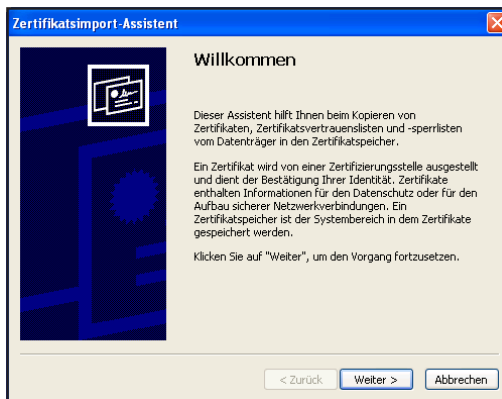 Zertifikatsimport-Assistent
Willkommen
Dieser Assistent hilft Ihnen beim Kopieren von
Zertifikaten, Zertifikatsvertrauenslisten und -sperrlisten
vom Datenträger in den Zertifikatspeicher.
Ein Zertifikat wird von einer Zertifizierungsstelle ausgestellt
und dient der Bestätigung Ihrer Identität. Zertifikate
enthalten Informationen für den Datenschutz oder für den
Aufbau sicherer Netzwerkverbindungen. Ein
Zertifikatspeicher ist der Systembereich in dem Zertifikate
gespeichert werden.
Klicken Sie auf "Weiter", um den Vorgang fortzusetzen.
< Zurück Weiter > Abbrechen